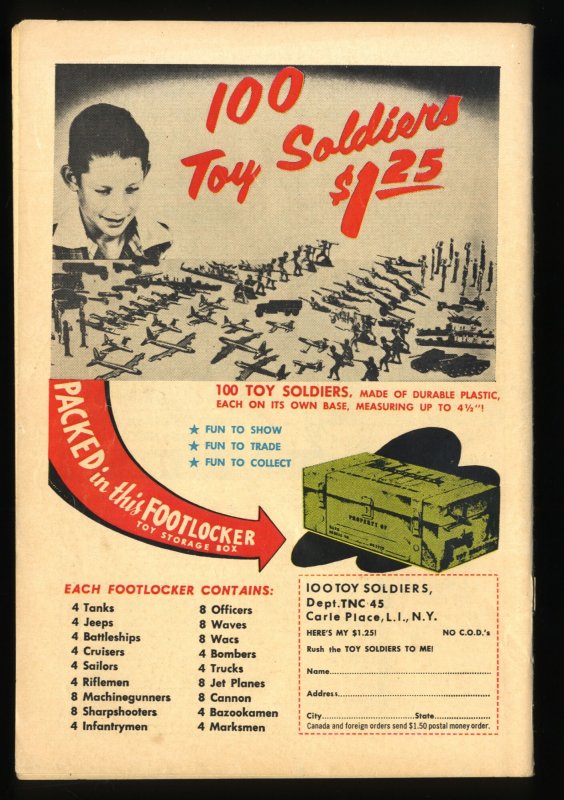 100
Toy Soldiers
$1.25
100 TOY SOLDIERS, MADE OF DURABLE PLASTIC,
EACH ON ITS OWN BASE, MEASURING UP TO 4½"!
★ FUN TO SHOW
★ FUN TO TRADE
★ FUN TO COLLECT
PACKED in this FOOTLOCKER
TOY STORAGE BOX
PROPERTY OF
EACH FOOTLOCKER CONTAINS:
4 Tanks
4 Jeeps
4 Battleships
4 Cruisers
4 Sailors
4 Riflemen
8 Machinegunners
8 Sharpshooters
4 Infantrymen
8 Officers
8 Waves
8 Wacs
4 Bombers
4 Trucks
8 Jet Planes
8 Cannon
4 Bazookamen
4 Marksmen
100 TOY SOLDIERS,
Dept. TNC 45
Carle Place, L.I., N.Y.
HERE'S MY $1.25! NO C.O.D.'s
Rush the TOY SOLDIERS TO ME!
Name
Address
City State
Canada and foreign orders send $1.50 postal money order.